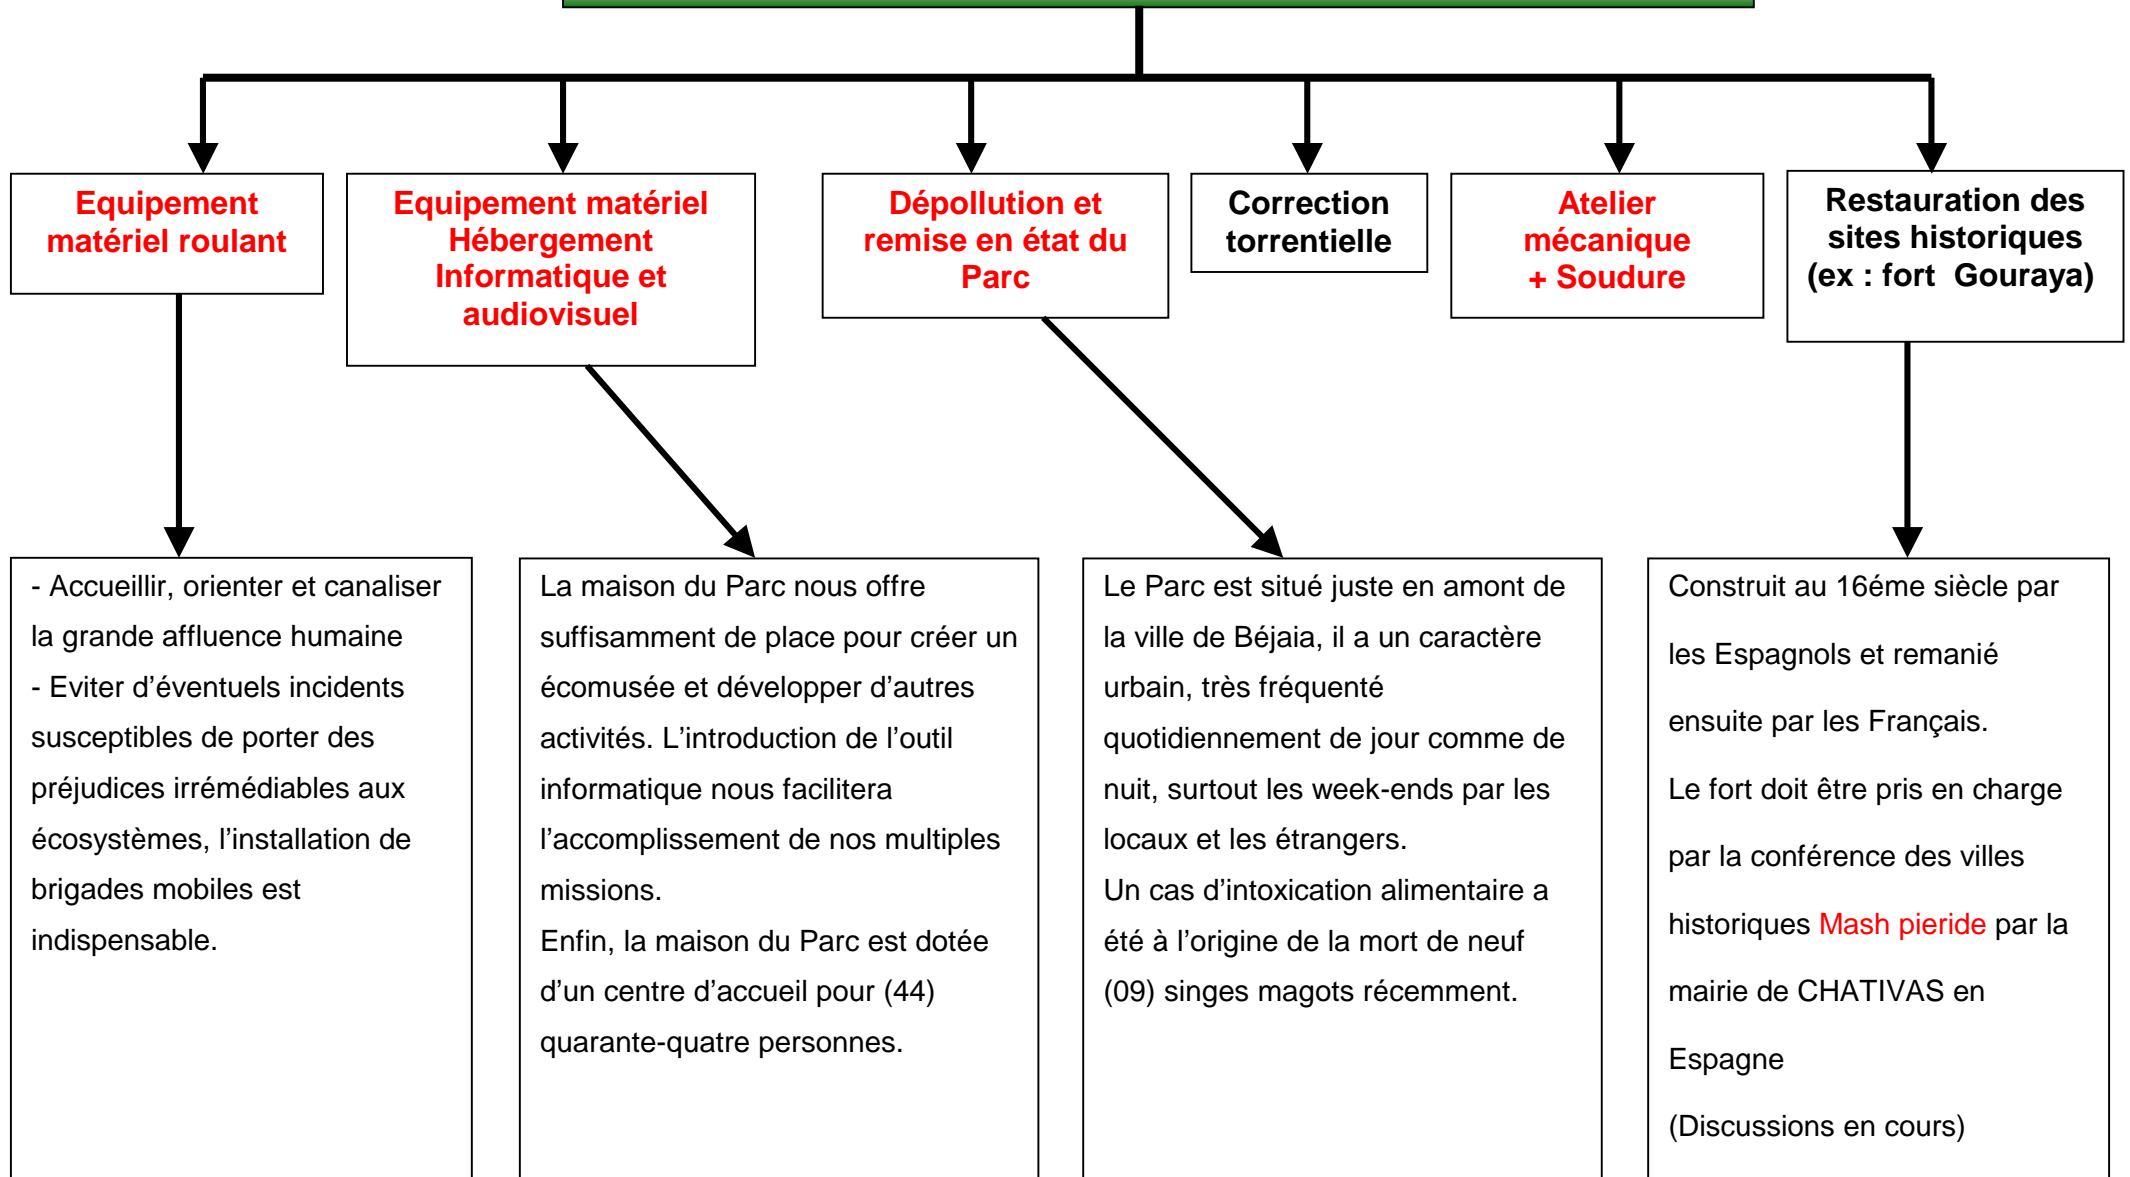 Equipement
matériel roulant
Equipement matériel
Hébergement
Informatique et
audiovisuel
Dépollution et
remise en état du
Parc
Correction
torrentielle
Atelier
mécanique
+ Soudure
Restauration des
sites historiques
(ex : fort Gouraya)
- Accueillir, orienter et canaliser
la grande affluence humaine
- Eviter d’éventuels incidents
susceptibles de porter des
préjudices irrémédiables aux
écosystèmes, l’installation de
brigades mobiles est
indispensable.
La maison du Parc nous offre
suffisamment de place pour créer un
écomusée et développer d’autres
activités. L’introduction de l’outil
informatique nous facilitera
l’accomplissement de nos multiples
missions.
Enfin, la maison du Parc est dotée
d’un centre d’accueil pour (44)
quarante-quatre personnes.
Le Parc est situé juste en amont de
la ville de Béjaia, il a un caractère
urbain, très fréquenté
quotidiennement de jour comme de
nuit, surtout les week-ends par les
locaux et les étrangers.
Un cas d’intoxication alimentaire a
été à l’origine de la mort de neuf
(09) singes magots récemment.
Construit au 16éme siècle par
les Espagnols et remanié
ensuite par les Français.
Le fort doit être pris en charge
par la conférence des villes
historiques Mash pieride par la
mairie de CHATIVAS en
Espagne
(Discussions en cours)